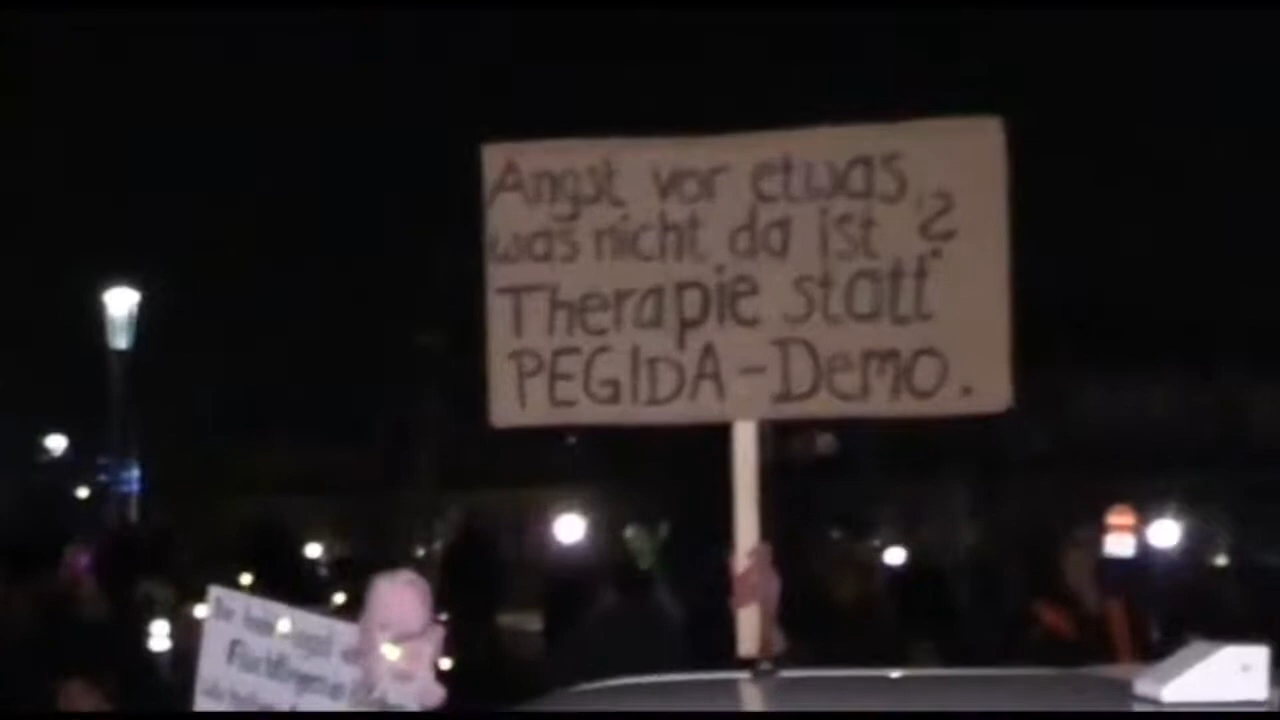 Angst vor etwas,
was nicht da ist ?
Therapie statt
PEGIDA-Demo.